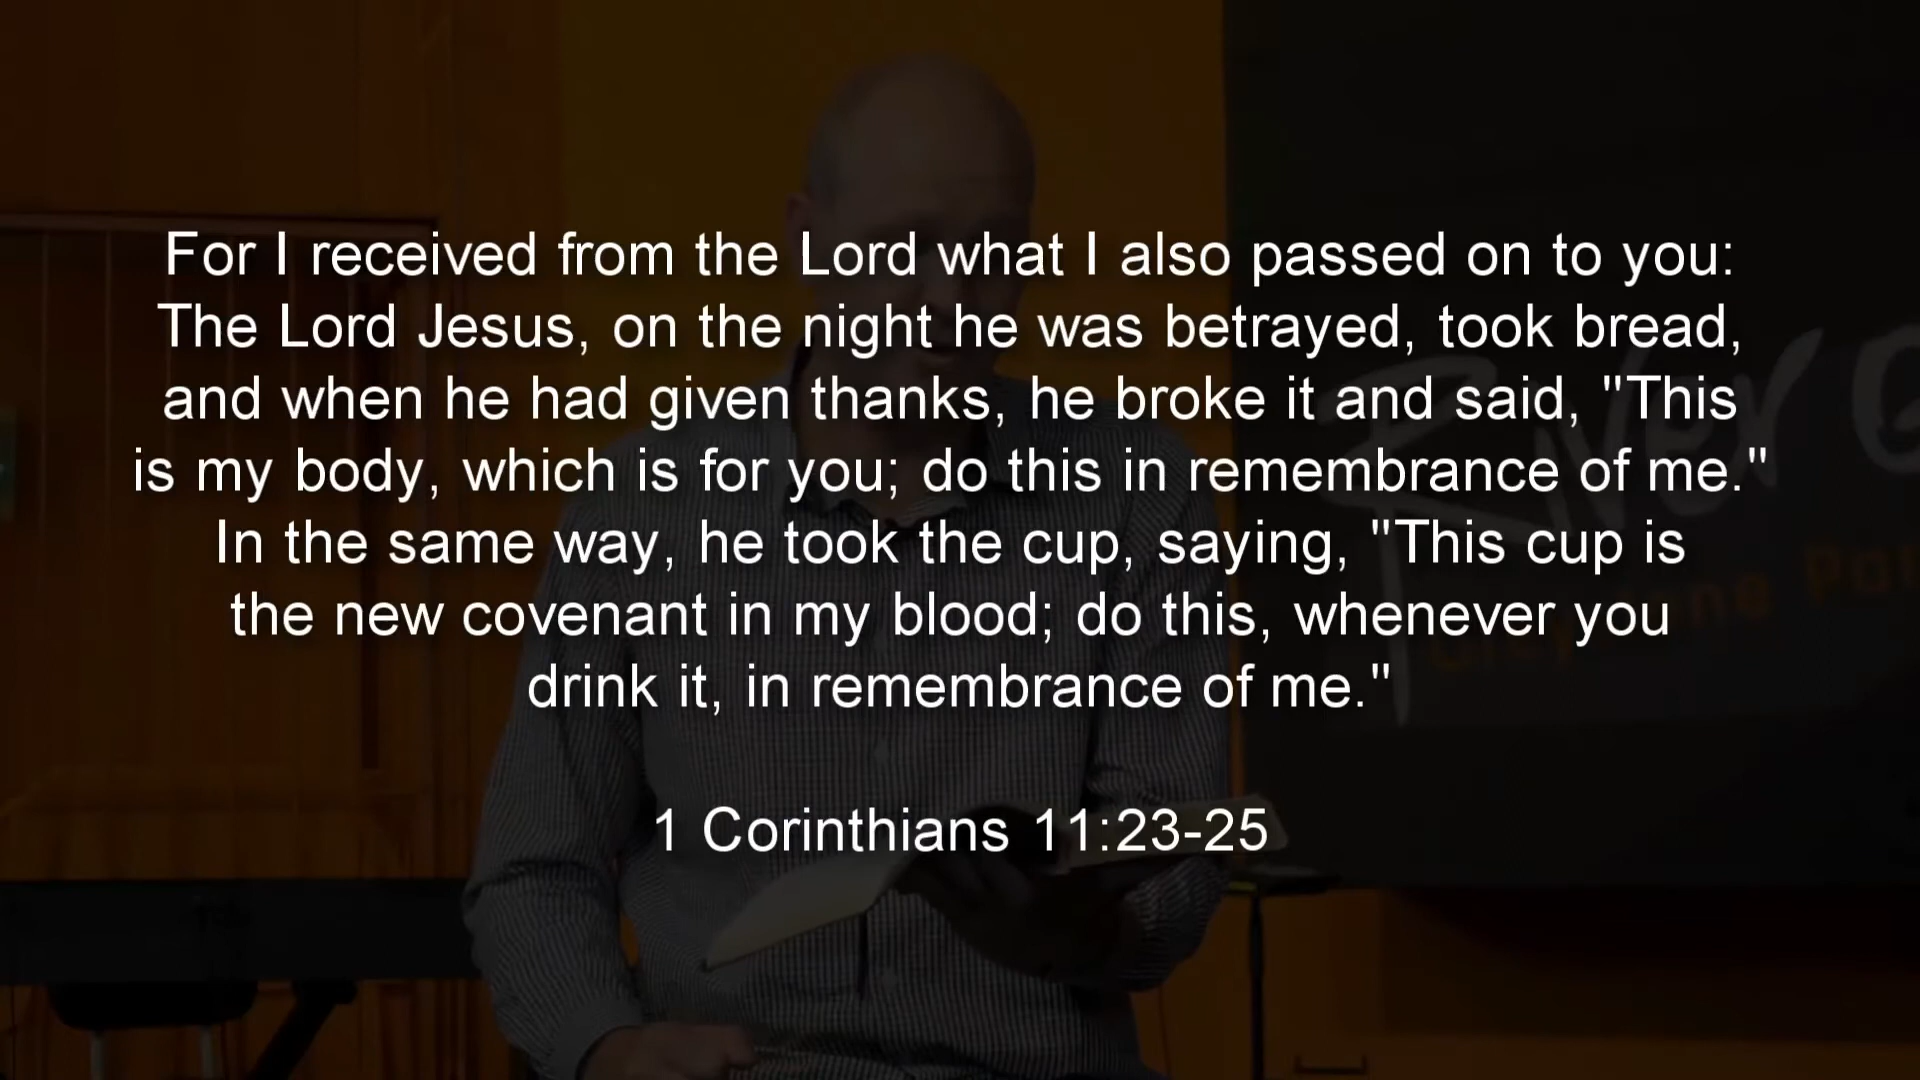 For I received from the Lord what I also passed on to you:
The Lord Jesus, on the night he was betrayed, took bread,
and when he had given thanks, he broke it and said, "This
is my body, which is for you; do this in remembrance of me."
In the same way, he took the cup, saying, "This cup is
the new covenant in my blood; do this, whenever you
drink it, in remembrance of me."
1 Corinthians 11:23-25
River